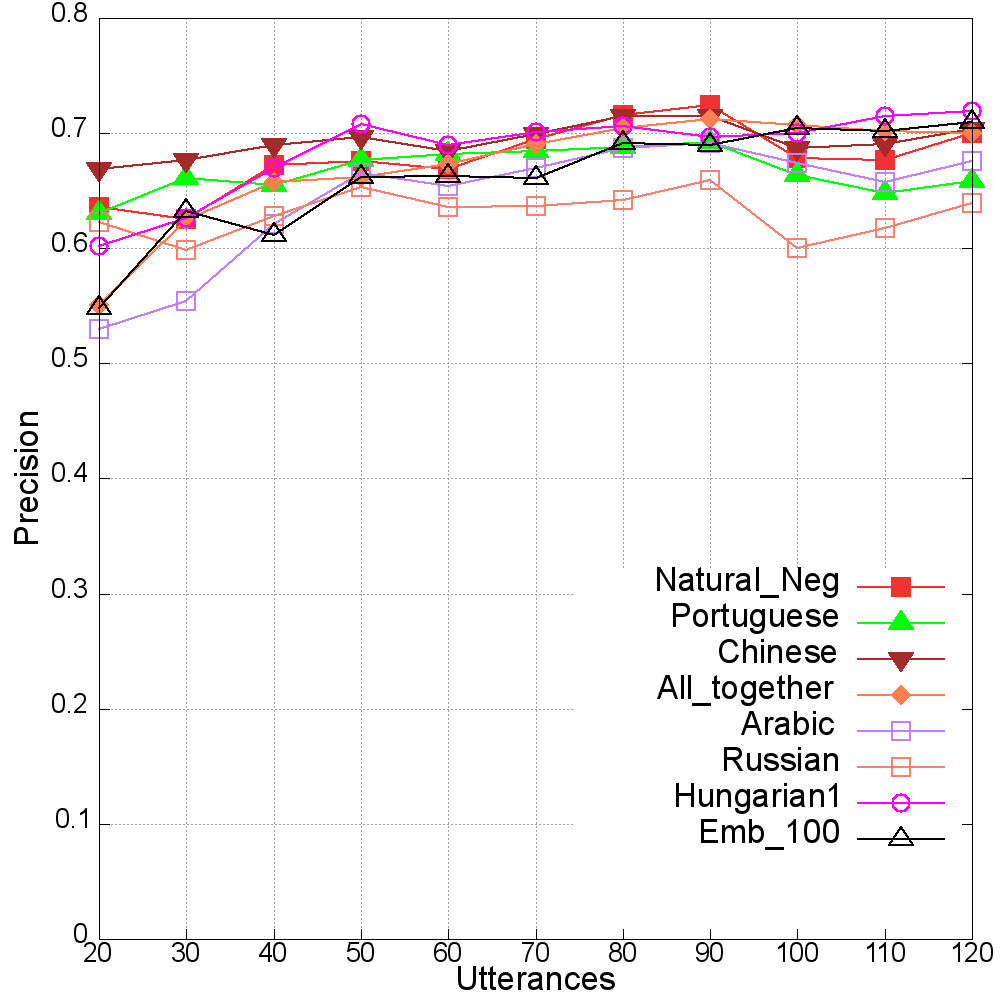 0.8
0.7
0.6
0.5
0.4
0.3
0.2
0.1
0
Precision
Natural_Neg
Portuguese
Chinese
All_together
Arabic
Russian
Hungarian1
Emb_100
20 30 40 50 60 70 80 90 100 110 120
Utterances